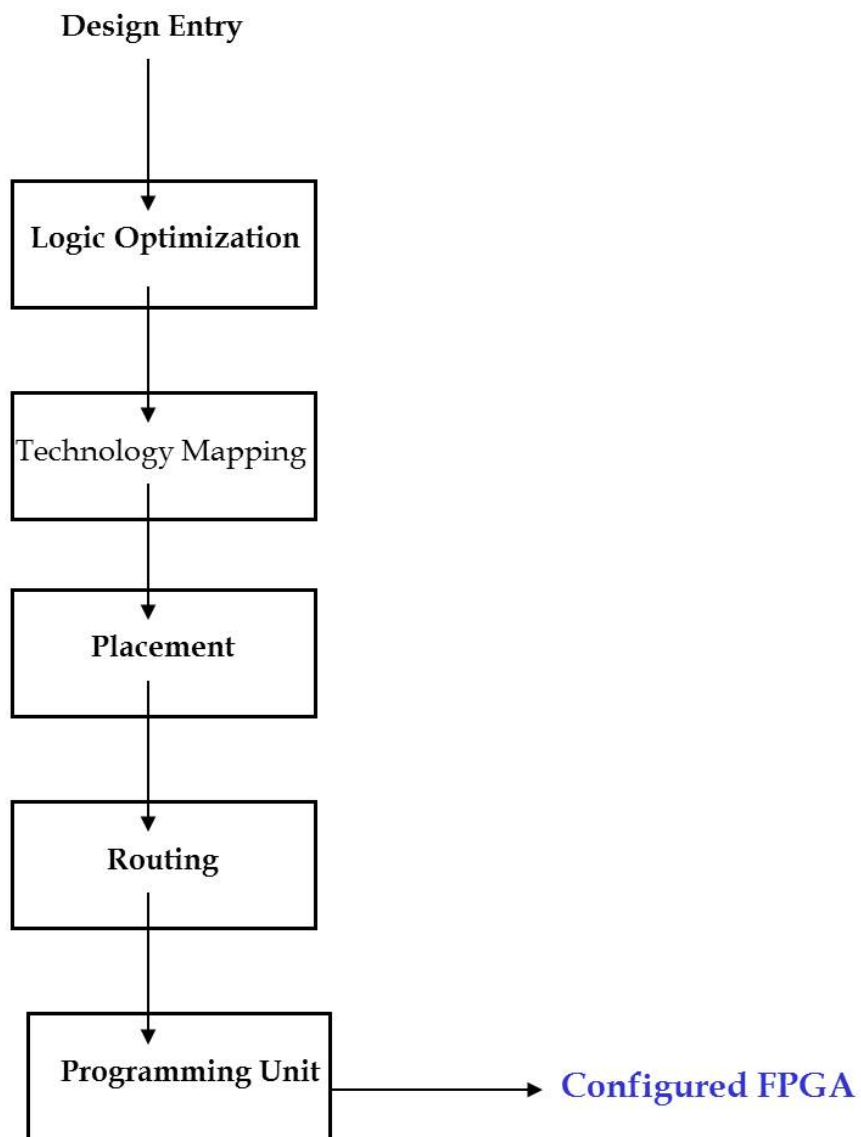 Design Entry
Logic Optimization
Technology Mapping
Placement
Routing
Programming Unit
Configured FPGA